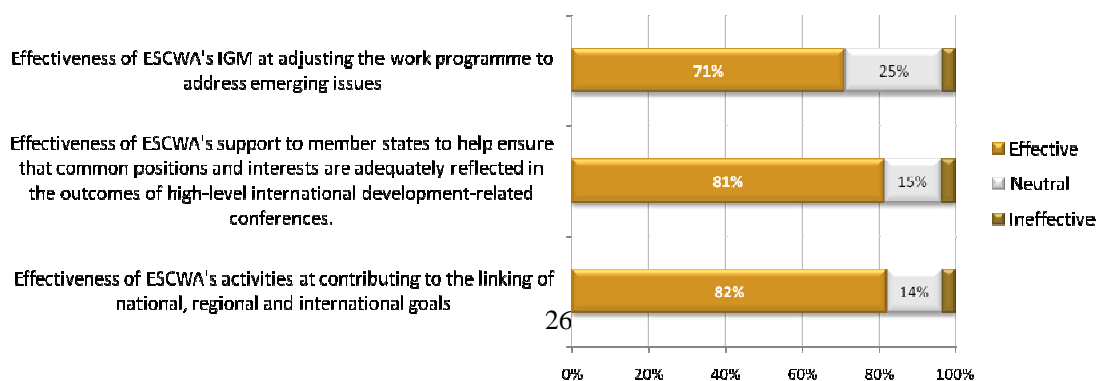 Effectiveness of ESCWA's IGM at adjusting the work programme to
address emerging issues
71%
25%
Effectiveness of ESCWA's support to member states to help ensure
that common positions and interests are adequately reflected in
the outcomes of high-level international development-related
conferences.
81%
15%
Effectiveness of ESCWA's activities at contributing to the linking of
national, regional and international goals
82%
14%
26
0% 20% 40% 60% 80% 100%
Effective
Neutral
Ineffective